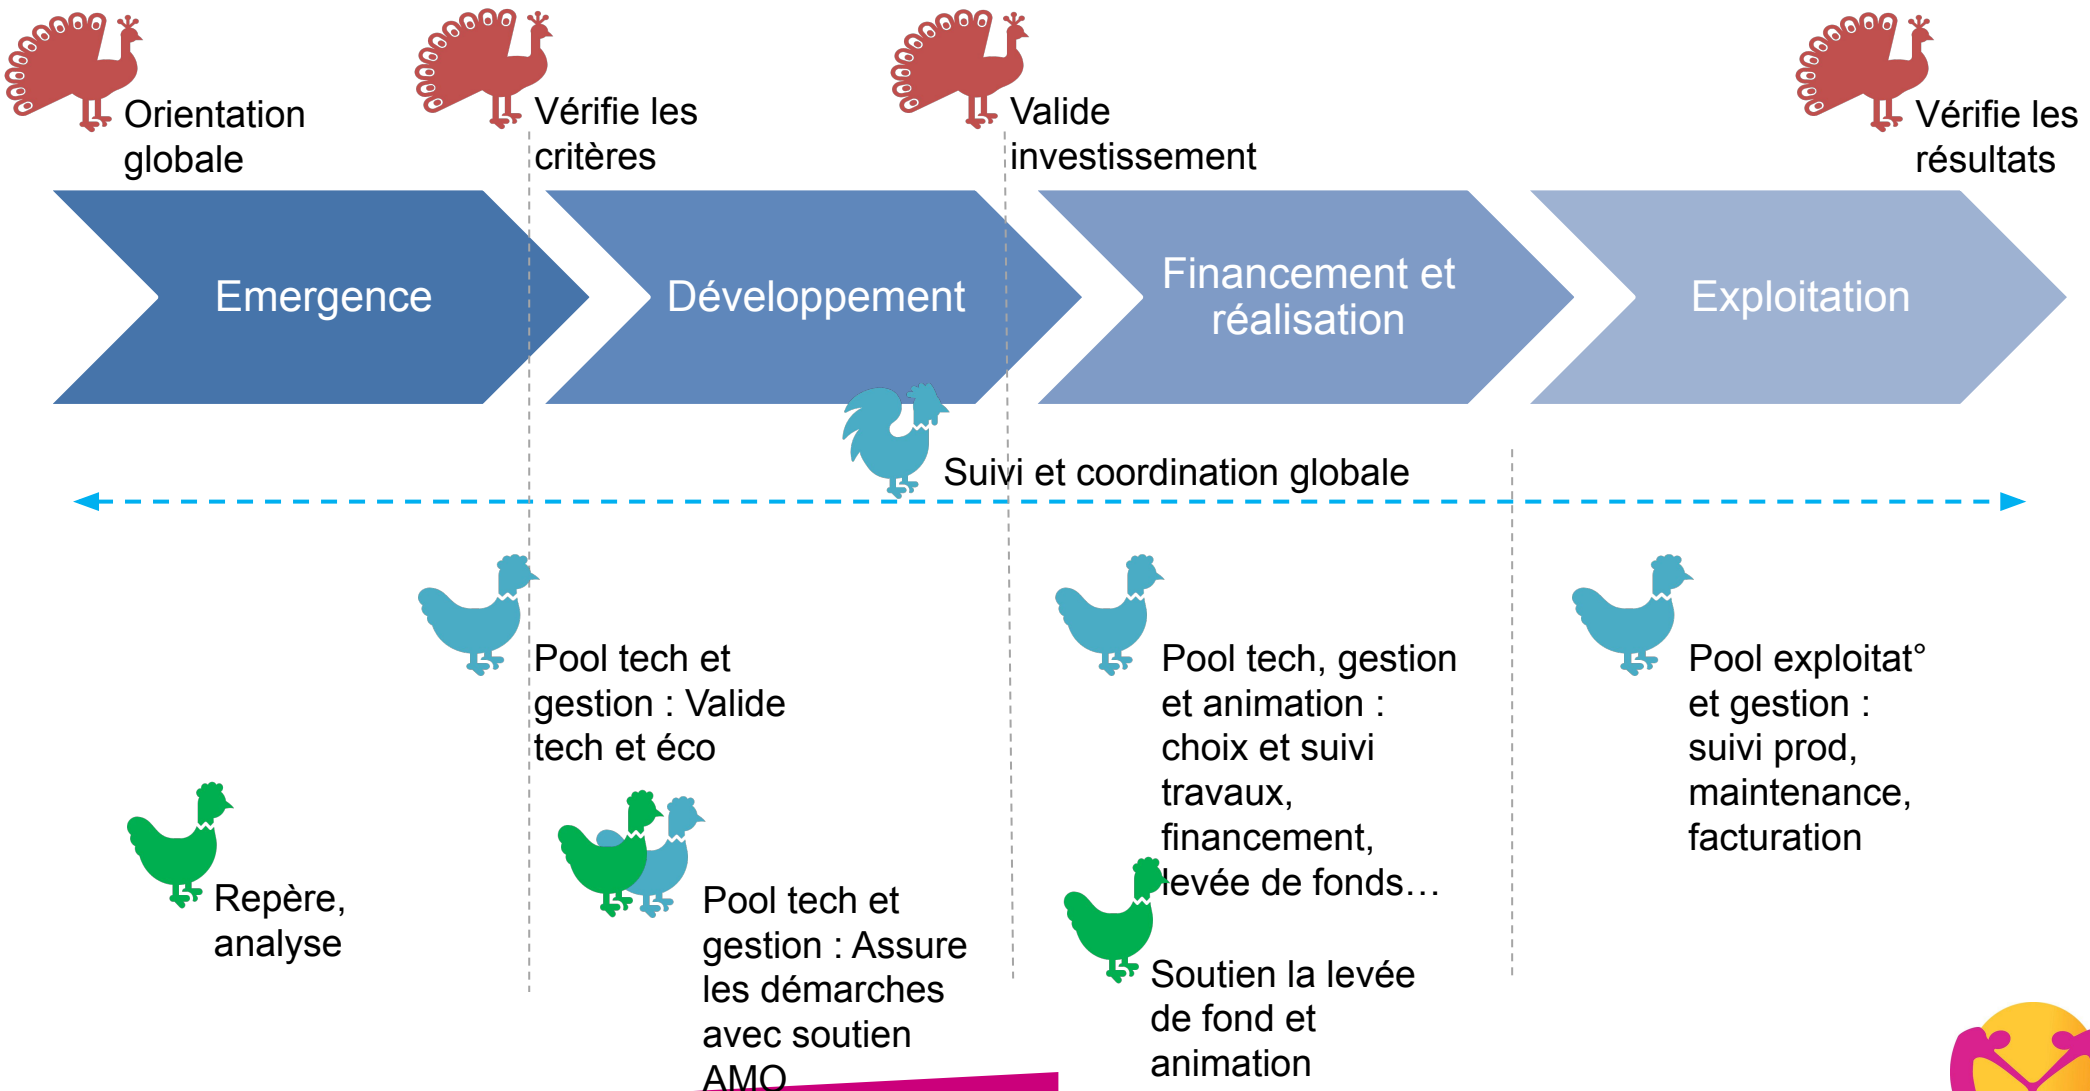 Orientation
globale
Vérifie les
critères
Valide
investissement
Vérifie les
résultats
Emergence
Développement
Financement et
réalisation
Exploitation
Suivi et coordination globale
Pool tech et
gestion : Valide
tech et éco
Pool tech, gestion
et animation :
choix et suivi
travaux,
financement,
levée de fonds…
Pool exploitat°
et gestion :
suivi prod,
maintenance,
facturation
Repère,
analyse
Pool tech et
gestion : Assure
les démarches
avec soutien
AMO
Soutien la levée
de fond et
animation